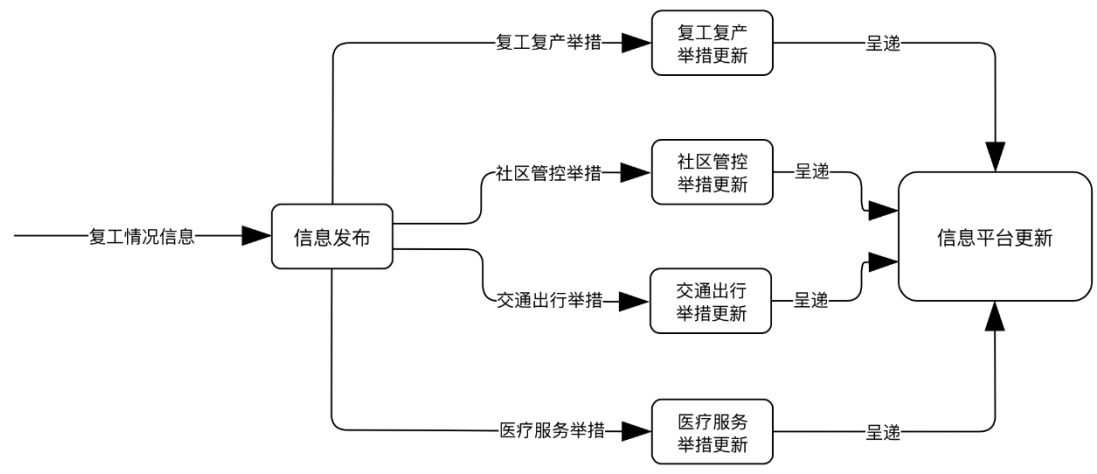 复工复产举措
复工复产
举措更新
呈递
社区管控举措
社区管控
举措更新
呈递
复工情况信息
信息发布
信息平台更新
交通出行举措
交通出行
举措更新
呈递
医疗服务举措
医疗服务
举措更新
呈递